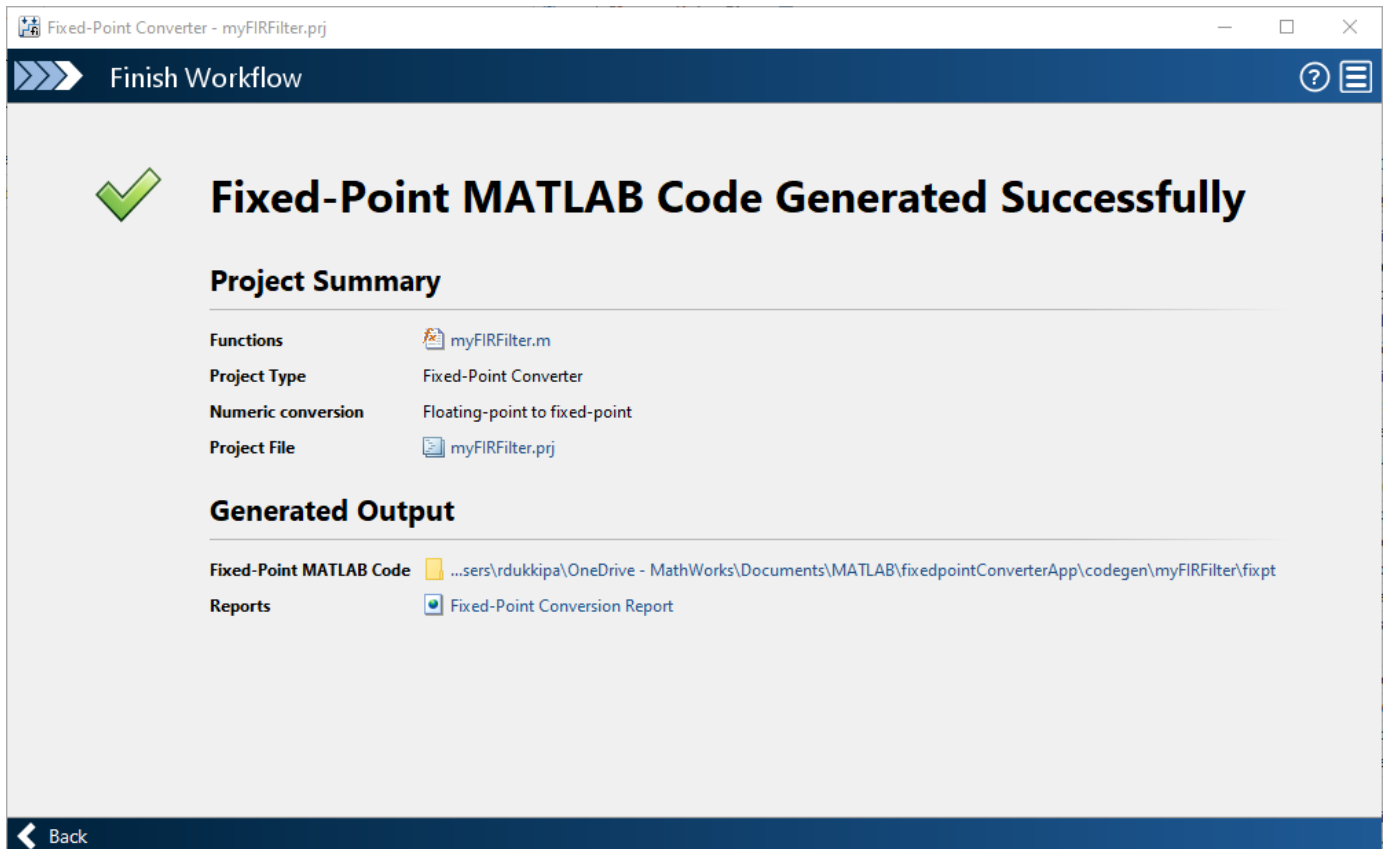 Fixed-Point Converter - myFIRFilter.prj
Finish Workflow
Fixed-Point MATLAB Code Generated Successfully
Project Summary
Functions myFIRFilter.m
Project Type Fixed-Point Converter
Numeric conversion Floating-point to fixed-point
Project File myFIRFilter.prj
Generated Output
Fixed-Point MATLAB Code ...sers\rdukkipa\OneDrive - MathWorks\Documents\MATLAB\fixedpointConverterApp\codegen\myFIRFilter\fixpt
Reports Fixed-Point Conversion Report
Back